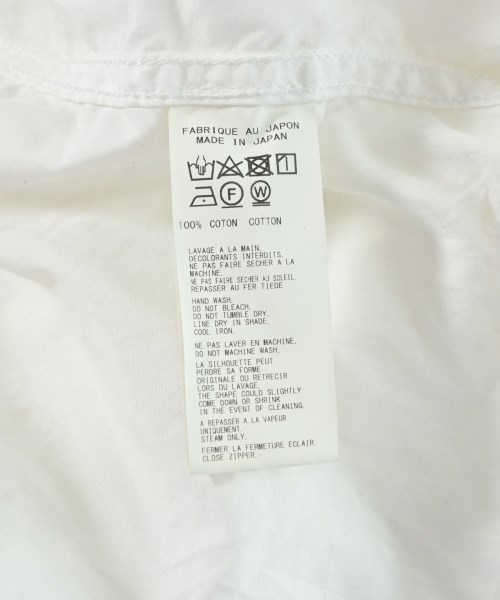 FABRIQUE AU JAPON
MADE IN JAPAN
F W
100% COTON COTTON
LAVAGE A LA MAIN.
DECOLORANTS INTERDITS.
NE PAS FAIRE SECHER A LA
MACHINE.
NE PAS FAIRE SECHER AU SOLEIL.
REPASSER AU FER TIEDE
HAND WASH.
DO NOT BLEACH.
DO NOT TUMBLE DRY.
LINE DRY IN SHADE.
COOL IRON.
NE PAS LAVER EN MACHINE.
DO NOT MACHINE WASH.
LA SILHOUETTE PEUT
PERDRE SA FORME
ORIGINALE OU RETRECIR
LORS DU LAVAGE.
THE SHAPE COULD SLIGHTLY
COME DOWN OR SHRINK
IN THE EVENT OF CLEANING.
A REPASSER A LA VAPEUR
UNIQUEMENT.
STEAM ONLY.
FERMER LA FERMETURE ECLAIR.
CLOSE ZIPPER.